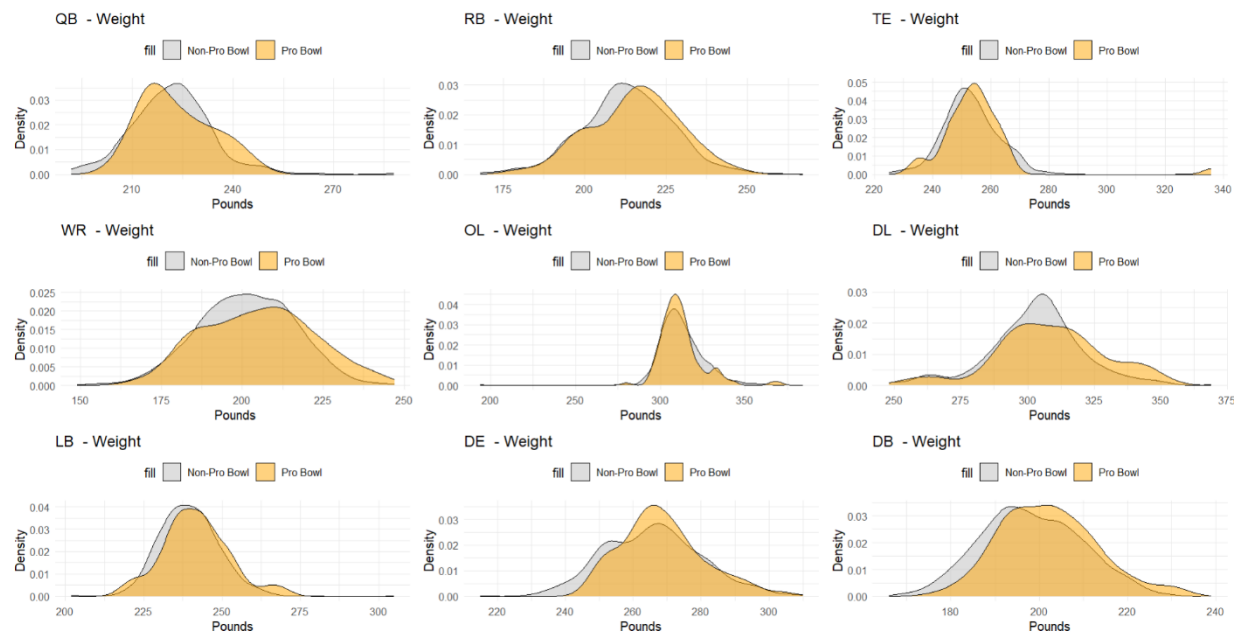 QB - Weight
fill Non-Pro Bowl Pro Bowl
Density
0.03
0.02
0.01
0.00
210 240 270
Pounds
RB - Weight
fill Non-Pro Bowl Pro Bowl
Density
0.03
0.02
0.01
0.00
175 200 225 250
Pounds
TE - Weight
fill Non-Pro Bowl Pro Bowl
Density
0.05
0.04
0.03
0.02
0.01
0.00
220 240 260 280 300 320 340
Pounds
WR - Weight
fill Non-Pro Bowl Pro Bowl
Density
0.025
0.020
0.015
0.010
0.005
0.000
150 175 200 225 250
Pounds
OL - Weight
fill Non-Pro Bowl Pro Bowl
Density
0.04
0.03
0.02
0.01
0.00
200 250 300 350
Pounds
DL - Weight
fill Non-Pro Bowl Pro Bowl
Density
0.03
0.02
0.01
0.00
250 275 300 325 350 375
Pounds
LB - Weight
fill Non-Pro Bowl Pro Bowl
Density
0.04
0.03
0.02
0.01
0.00
200 225 250 275 300
Pounds
DE - Weight
fill Non-Pro Bowl Pro Bowl
Density
0.03
0.02
0.01
0.00
220 240 260 280 300
Pounds
DB - Weight
fill Non-Pro Bowl Pro Bowl
Density
0.03
0.02
0.01
0.00
180 200 220 240
Pounds